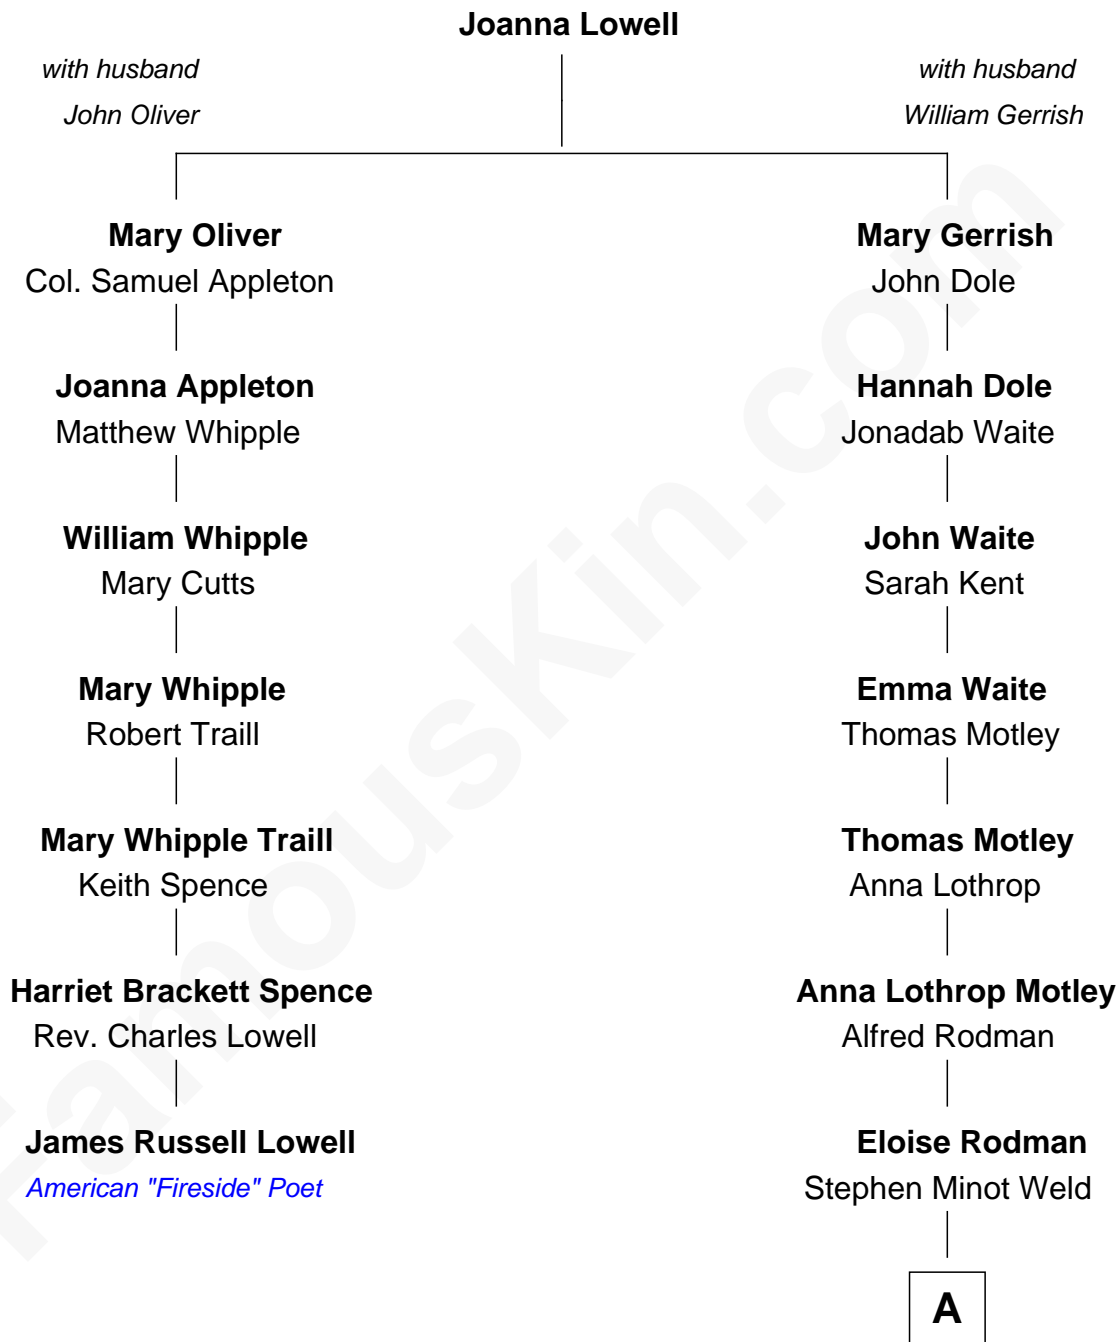 Joanna Lowell
with husband
John Oliver
with husband
William Gerrish
Mary Oliver
Col. Samuel Appleton
Mary Gerrish
John Dole
Joanna Appleton
Matthew Whipple
Hannah Dole
Jonadab Waite
William Whipple
Mary Cutts
John Waite
Sarah Kent
Mary Whipple
Robert Traill
Emma Waite
Thomas Motley
Mary Whipple Traill
Keith Spence
Thomas Motley
Anna Lothrop
Harriet Brackett Spence
Rev. Charles Lowell
Anna Lothrop Motley
Alfred Rodman
James Russell Lowell
American "Fireside" Poet
Eloise Rodman
Stephen Minot Weld
A
FamousKin.com